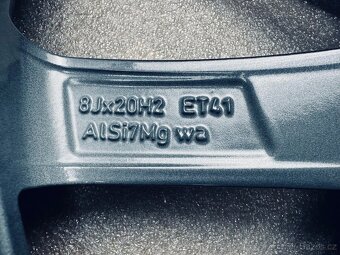 8Jx20H2 ET41
AlSi7Mg wa